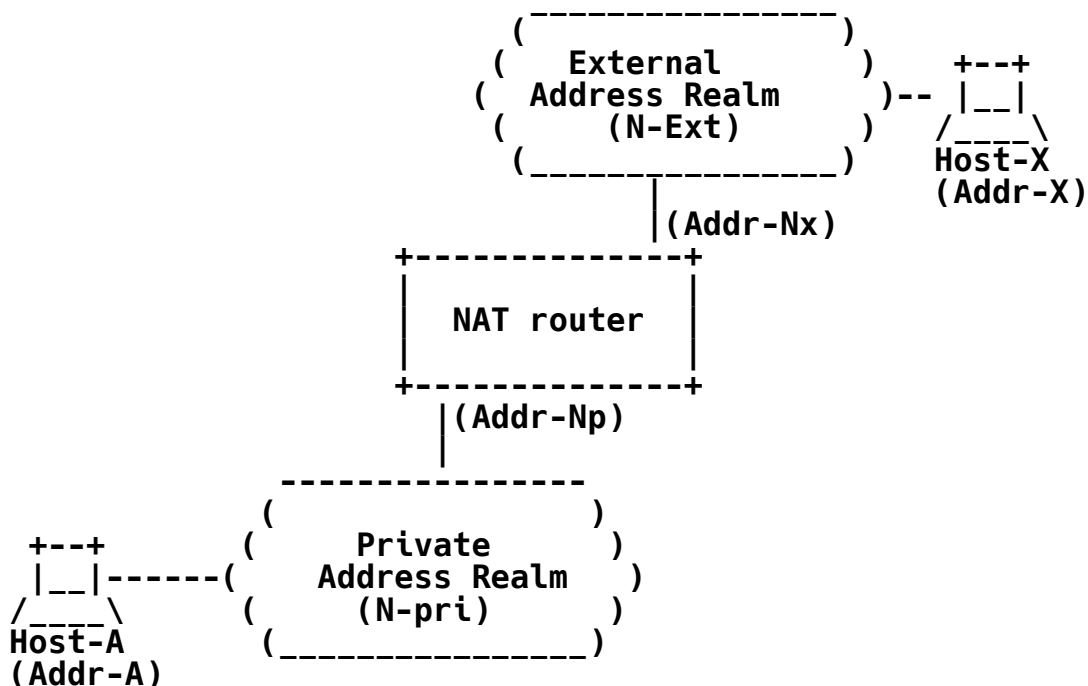 External
Address Realm
(N-Ext)
Host-X
(Addr-X)
(Addr-Nx)
NAT router
(Addr-Np)
Private
Address Realm
(N-pri)
Host-A
(Addr-A)